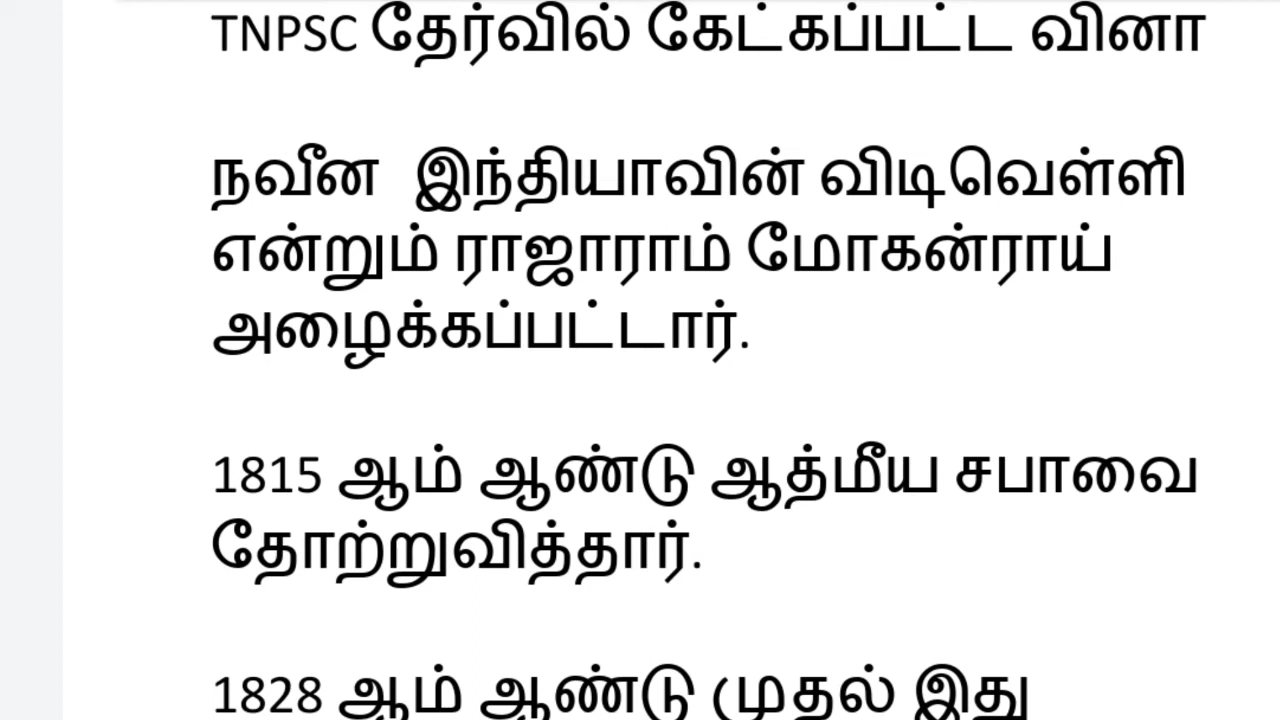 TNPSC தேர்வில் கேட்கப்பட்ட வினா
நவீன இந்தியாவின் விடிவெள்ளி
என்றும் ராஜாராம் மோகன்ராய்
அழைக்கப்பட்டார்.
1815 ஆம் ஆண்டு ஆத்மீய சபாவை
தோற்றுவித்தார்.
1828 ஆம் ஆண்டு முதல் இது